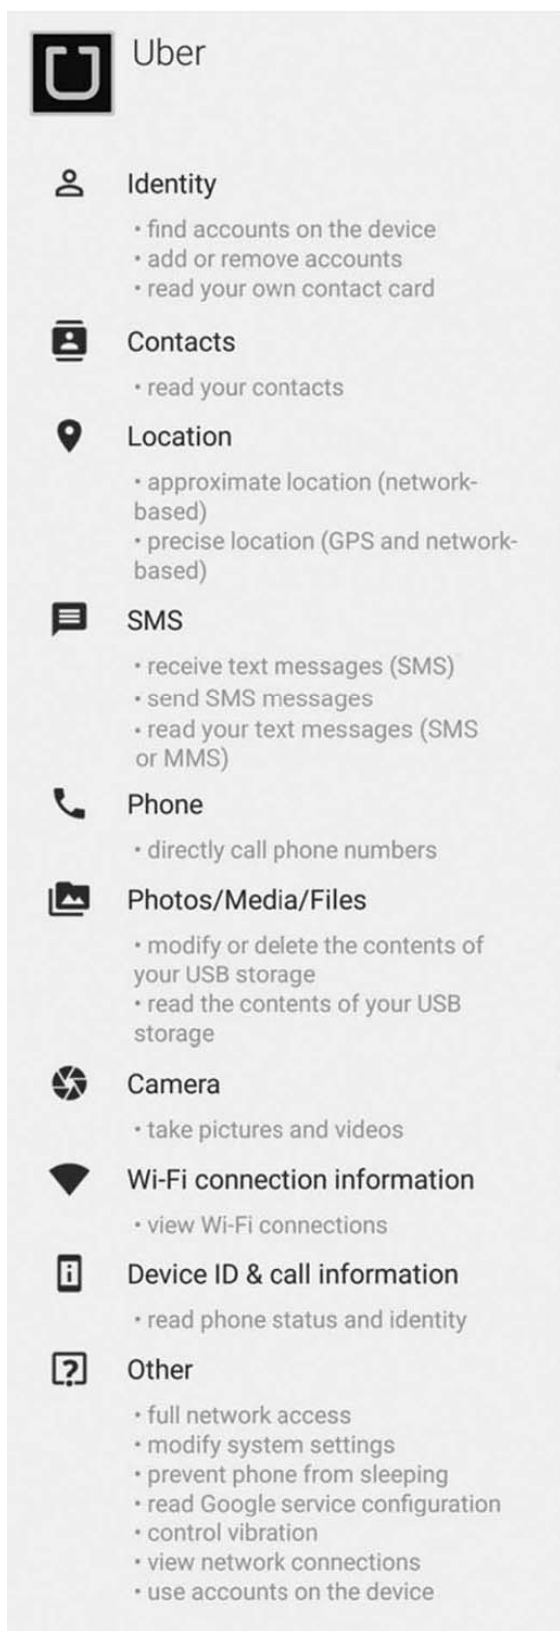 Uber
Identity
• find accounts on the device
• add or remove accounts
• read your own contact card
Contacts
• read your contacts
Location
• approximate location (network-
based)
• precise location (GPS and network-
based)
SMS
• receive text messages (SMS)
• send SMS messages
• read your text messages (SMS
or MMS)
Phone
• directly call phone numbers
Photos/Media/Files
• modify or delete the contents of
your USB storage
• read the contents of your USB
storage
Camera
• take pictures and videos
Wi-Fi connection information
• view Wi-Fi connections
Device ID & call information
• read phone status and identity
Other
• full network access
• modify system settings
• prevent phone from sleeping
• read Google service configuration
• control vibration
• view network connections
• use accounts on the device